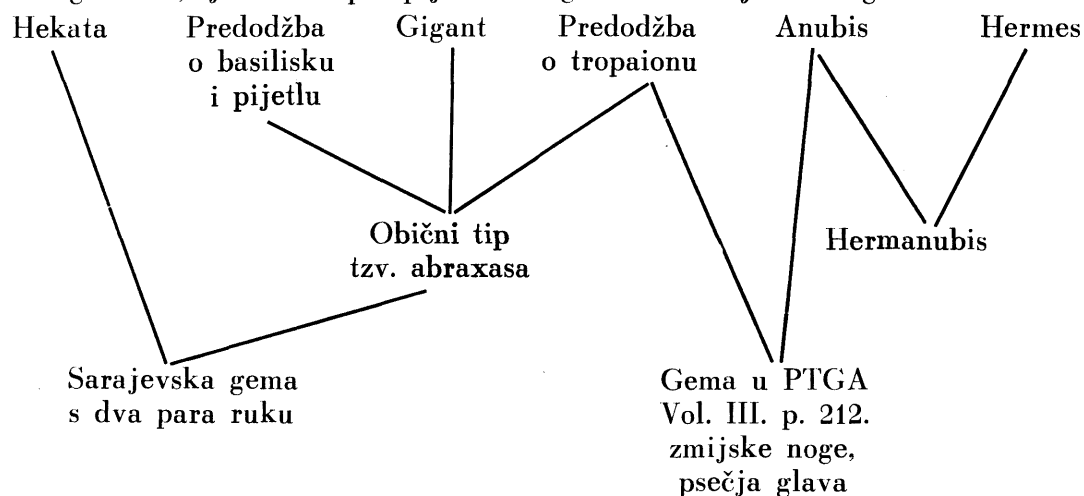 Hekata
Predodžba
o basilisku
i pijetlu
Gigant
Predodžba
o tropaionu
Anubis
Hermes
Obični tip
tzv. abraxasa
Hermanubis
Sarajevska gema
s dva para ruku
Gema u PTGA
Vol. III. p. 212.
zmijske noge,
psečja glava